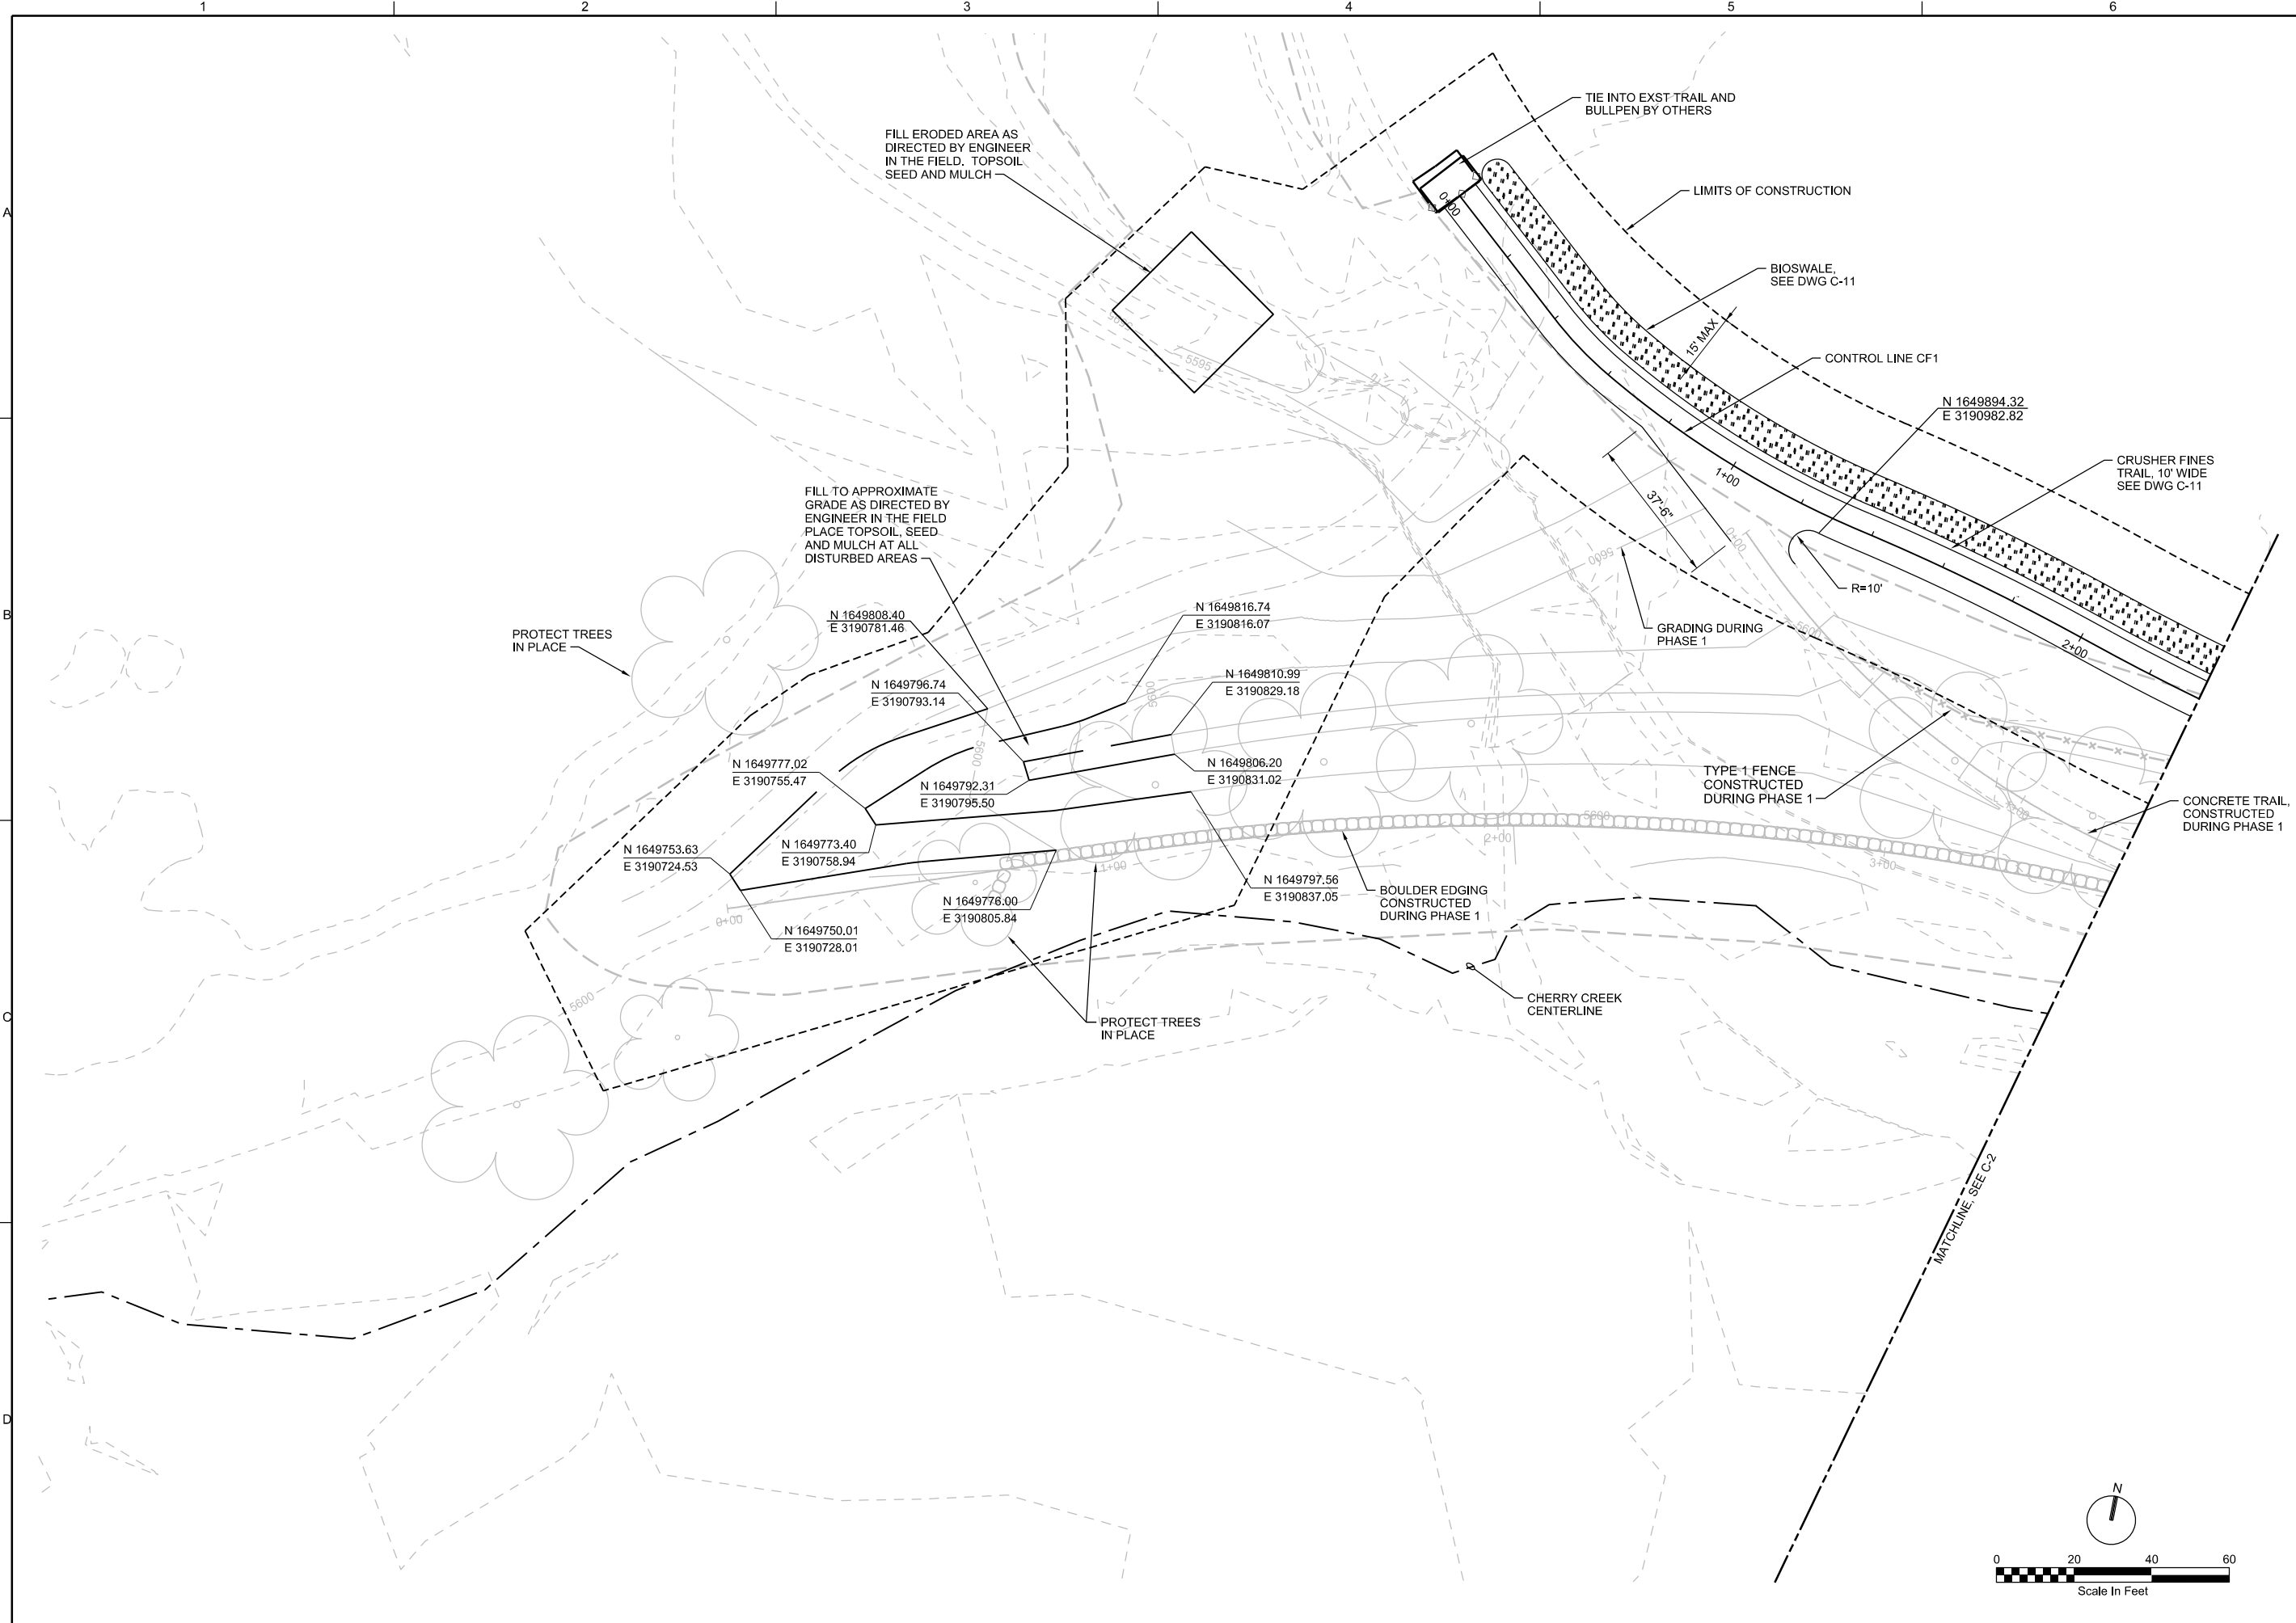 1
2
3
4
5
6
A
B
C
D
TIE INTO EXST TRAIL AND
BULLPEN BY OTHERS
FILL ERODED AREA AS
DIRECTED BY ENGINEER
IN THE FIELD. TOPSOIL
SEED AND MULCH
LIMITS OF CONSTRUCTION
0+00
BIOSWALE,
SEE DWG C-11
15' MAX
CONTROL LINE CF1
5595
5595
N 1649894.32
E 3190982.82
CRUSHER FINES
TRAIL, 10' WIDE
SEE DWG C-11
1+00
37'-6"
FILL TO APPROXIMATE
GRADE AS DIRECTED BY
ENGINEER IN THE FIELD
PLACE TOPSOIL, SEED
AND MULCH AT ALL
DISTURBED AREAS
0+00
5600
R=10'
N 1649808.40
E 3190781.46
N 1649816.74
E 3190816.07
PROTECT TREES
IN PLACE
GRADING DURING
PHASE 1
5600
2+00
N 1649796.74
E 3190793.14
N 1649810.99
E 3190829.18
5600
5600
N 1649777.02
E 3190755.47
N 1649792.31
E 3190795.50
N 1649806.20
E 3190831.02
TYPE 1 FENCE
CONSTRUCTED
DURING PHASE 1
CONCRETE TRAIL,
CONSTRUCTED
DURING PHASE 1
5600
2+00
3+00
N 1649753.63
E 3190724.53
N 1649773.40
E 3190758.94
1+00
N 1649797.56
E 3190837.05
BOULDER EDGING
CONSTRUCTED
DURING PHASE 1
N 1649776.00
E 3190805.84
0+00
N 1649750.01
E 3190728.01
5600
CHERRY CREEK
CENTERLINE
PROTECT TREES
IN PLACE
MATCHLINE, SEE C-2
N
0 20 40 60
Scale In Feet